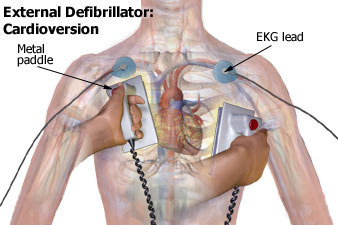 External Defibrillator:
Cardioversion
Metal
paddle
EKG lead